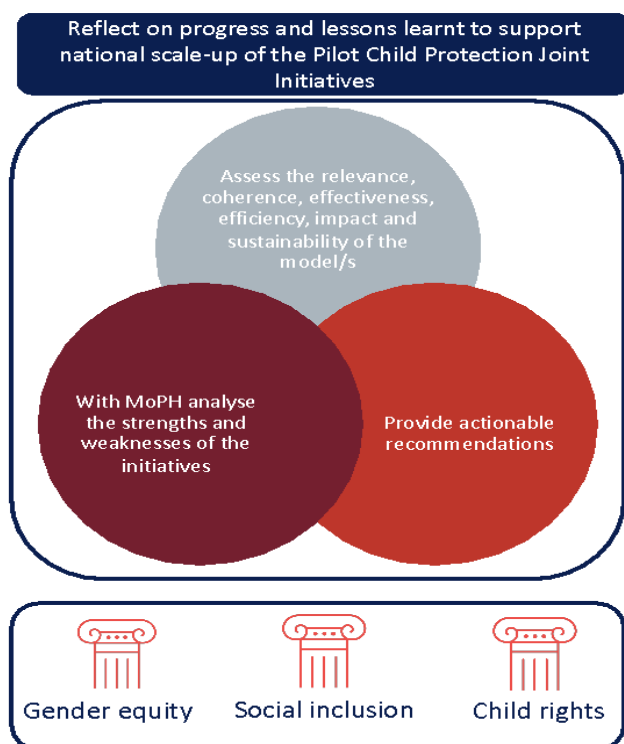 Reflect on progress and lessons learnt to support
national scale-up of the Pilot Child Protection Joint
Initiatives
Assess the relevance,
coherence, effectiveness,
efficiency, impact and
sustainability of the
model/s
With MoPH analyse
the strengths and
weaknesses of the
initiatives
Provide actionable
recommendations
Gender equity
Social inclusion
Child rights